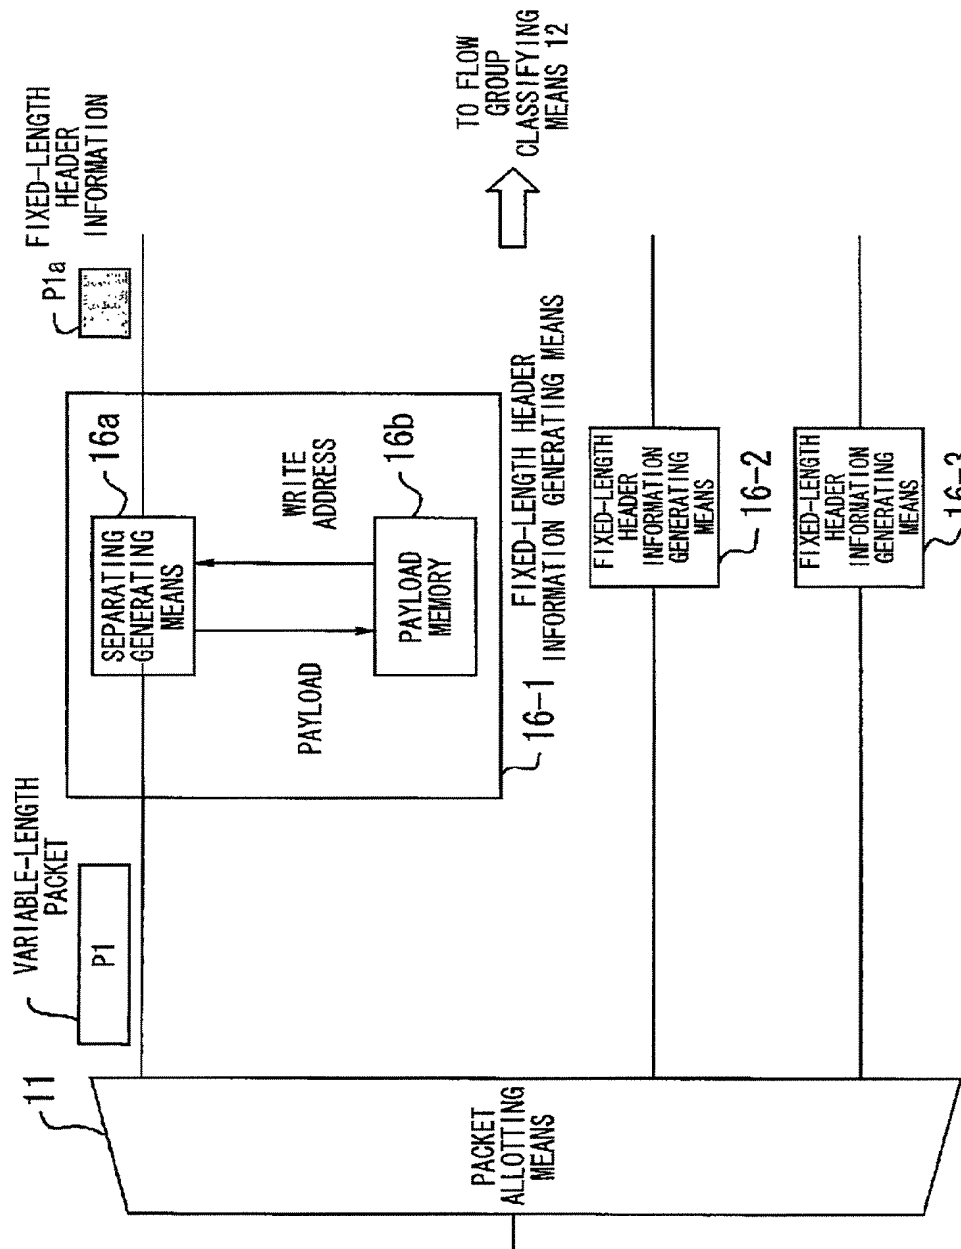 11
VARIABLE-LENGTH
PACKET
P1
PACKET
ALLOTTING
MEANS
16a
SEPARATING
GENERATING
MEANS
PAYLOAD
WRITE
ADDRESS
PAYLOAD
MEMORY
16b
16-1
FIXED-LENGTH HEADER
INFORMATION GENERATING MEANS
P1a
FIXED-LENGTH
HEADER
INFORMATION
TO FLOW
GROUP
CLASSIFYING
MEANS 12
FIXED-LENGTH
HEADER
INFORMATION
GENERATING
MEANS
16-2
FIXED-LENGTH
HEADER
INFORMATION
GENERATING
MEANS
16-3